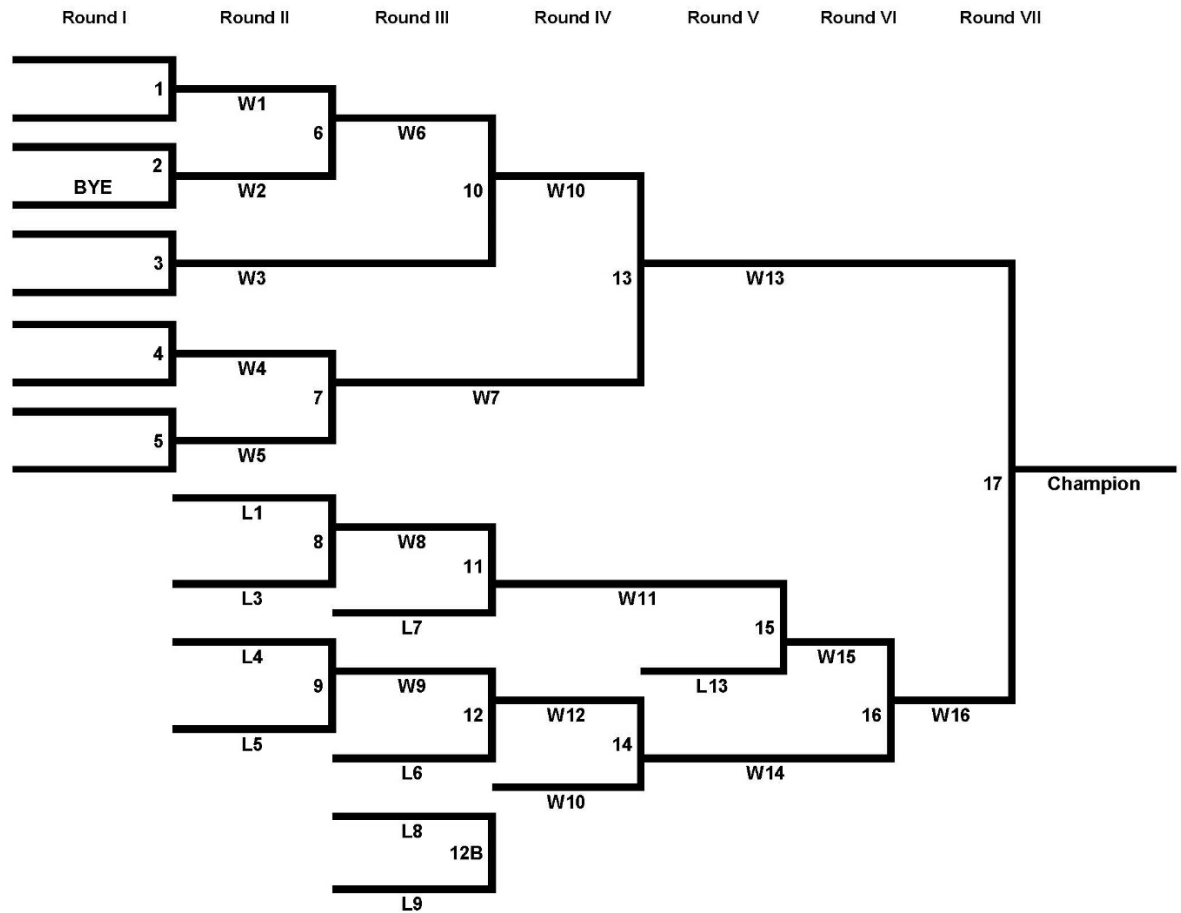 Round I Round II Round III Round IV Round V Round VI Round VII
1
W1
6
W6
2
BYE
W2
10
W10
3
W3
13
W13
4
W4
7
W7
5
W5
17
Champion
L1
8
W8
11
W11
L3
L7
15
W15
L4
9
W9
L13
12
W12
16
W16
L5
14
L6
W14
W10
L8
12B
L9